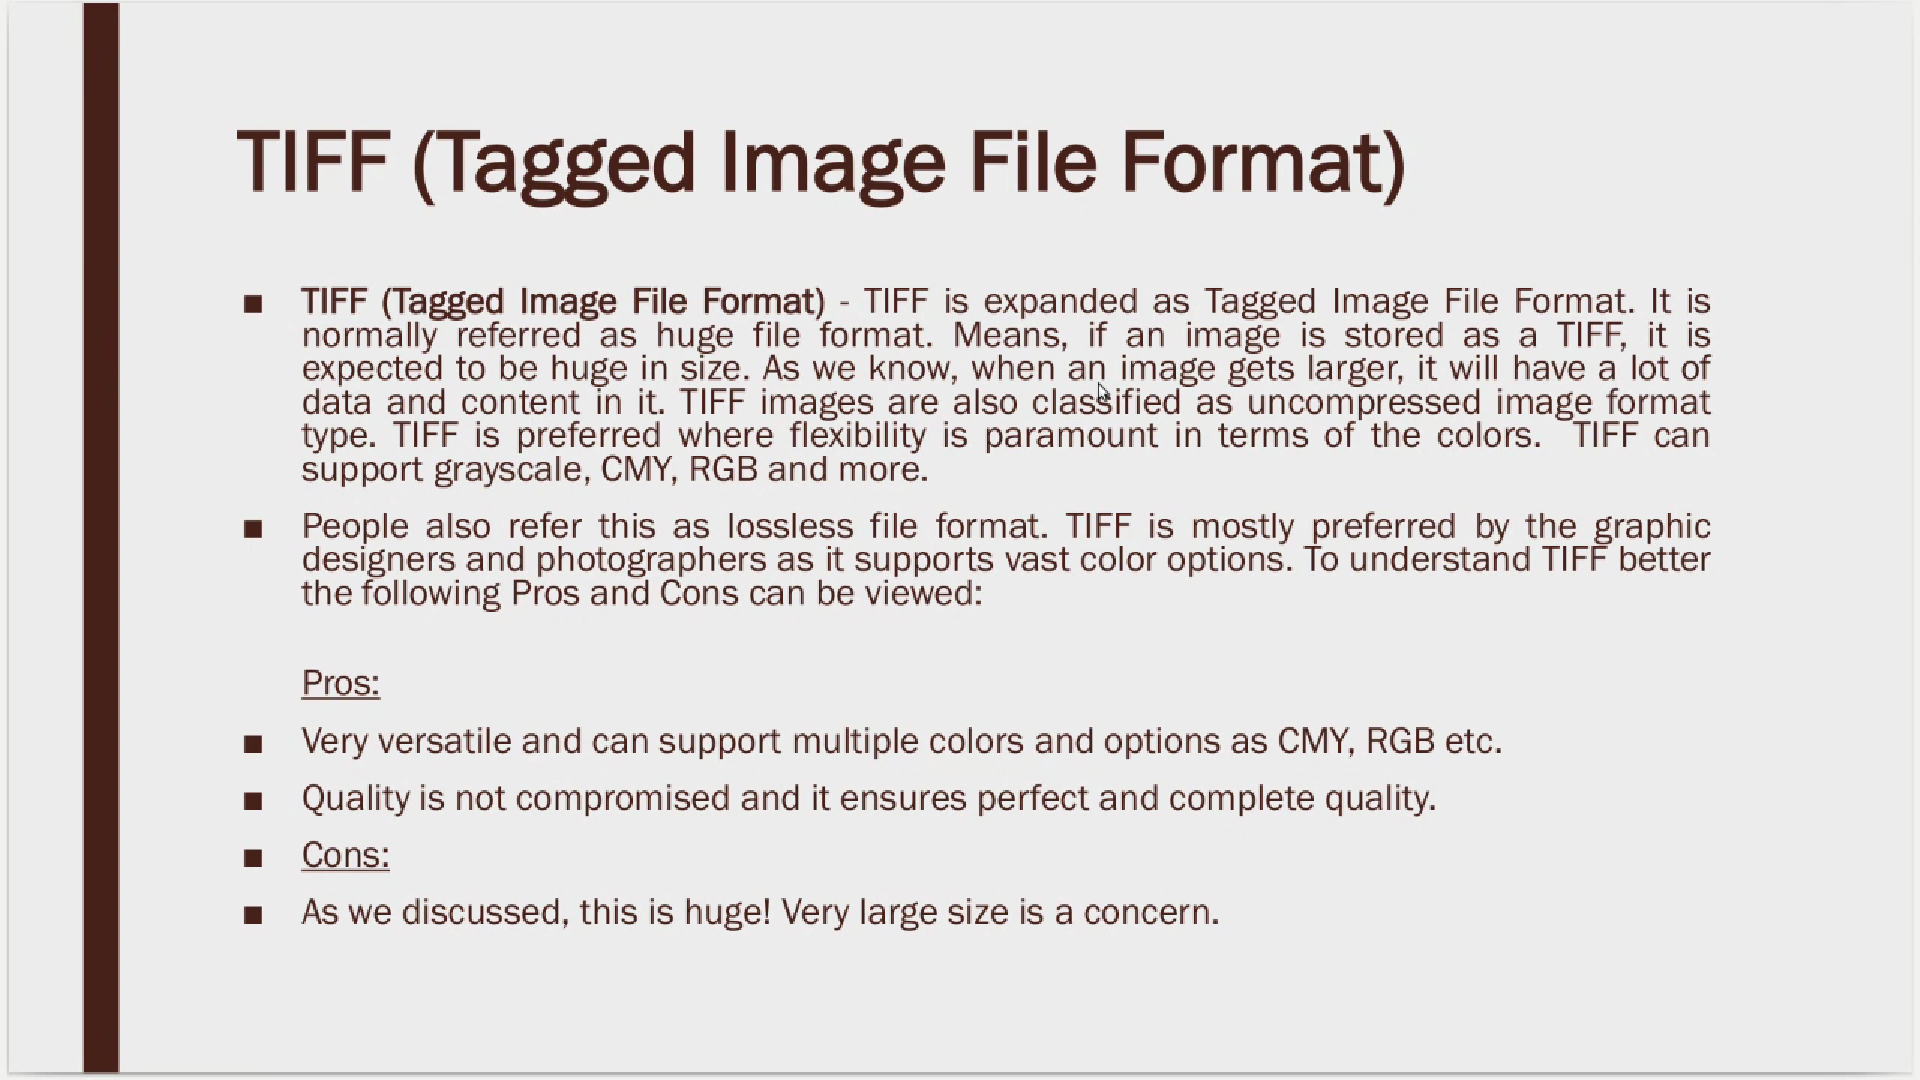 TIFF (Tagged Image File Format)
■ TIFF (Tagged Image File Format) - TIFF is expanded as Tagged Image File Format. It is
normally referred as huge file format. Means, if an image is stored as a TIFF, it is
expected to be huge in size. As we know, when an image gets larger, it will have a lot of
data and content in it. TIFF images are also classified as uncompressed image format
type. TIFF is preferred where flexibility is paramount in terms of the colors. TIFF can
support grayscale, CMY, RGB and more.
■ People also refer this as lossless file format. TIFF is mostly preferred by the graphic
designers and photographers as it supports vast color options. To understand TIFF better
the following Pros and Cons can be viewed:
Pros:
■ Very versatile and can support multiple colors and options as CMY, RGB etc.
■ Quality is not compromised and it ensures perfect and complete quality.
■ Cons:
■ As we discussed, this is huge! Very large size is a concern.